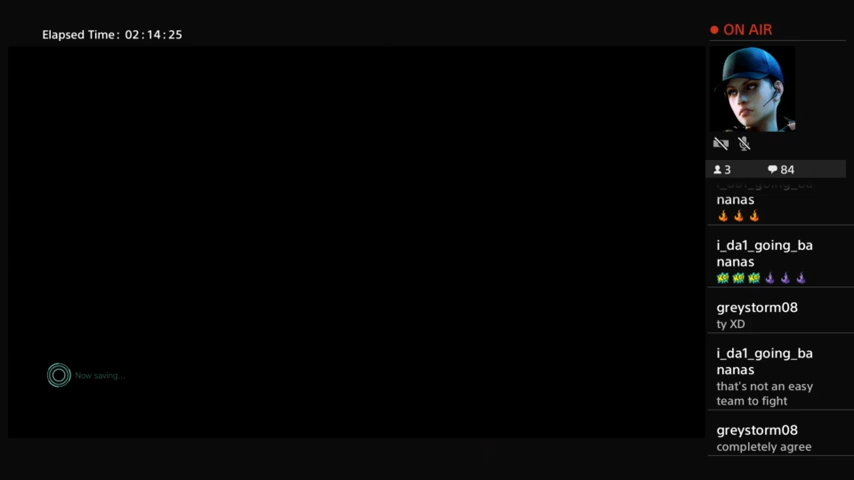 Elapsed Time: 02:14:25
ON AIR
3 84
nanas
i_da1_going_ba
nanas
greystorm08
ty XD
i_da1_going_ba
nanas
that's not an easy
team to fight
greystorm08
completely agree
Now saving...